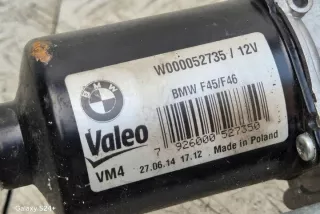 BMW
W000052735 / 12V
BMW F45/F46
Valeo
7 926000 527350
VM4 27.06.14 17.12 Made in Poland
Galaxy S24+